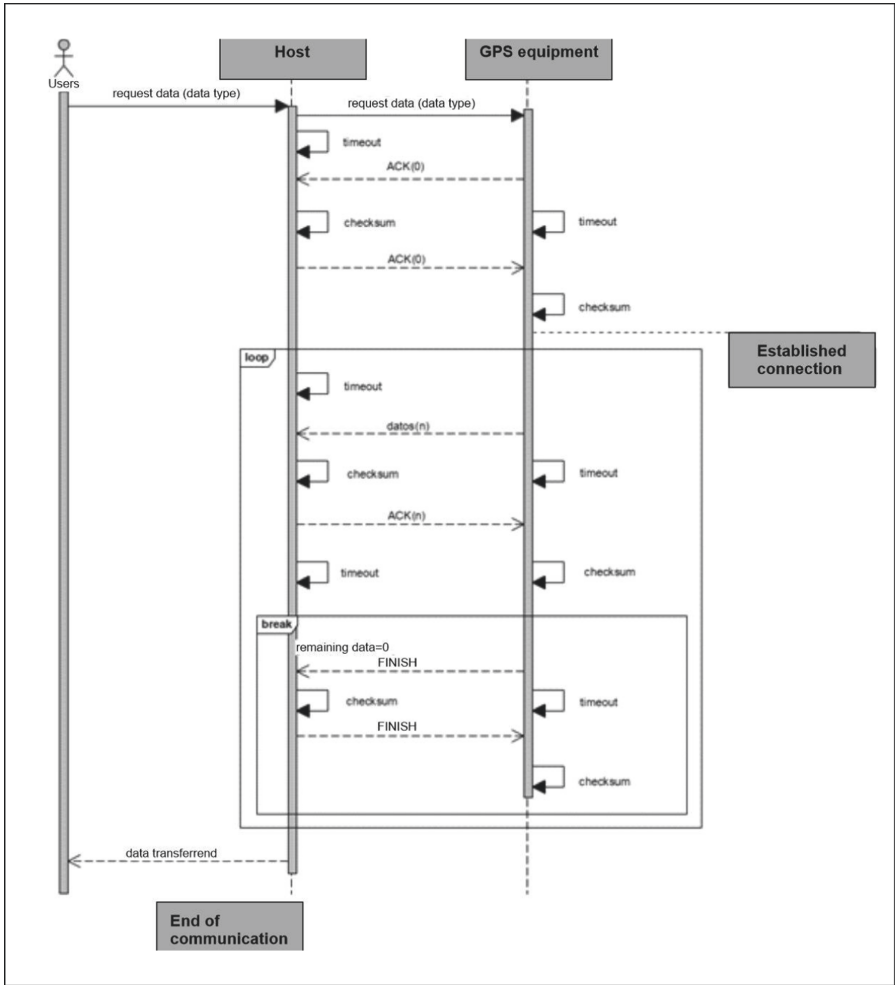 Host
GPS equipment
Users
request data (data type)
request data (data type)
timeout
ACK(0)
checksum
timeout
ACK(0)
checksum
Established
connection
loop
timeout
datos(n)
checksum
timeout
ACK(n)
timeout
checksum
break
remaining data=0
FINISH
checksum
timeout
FINISH
checksum
data transferrend
End of
communication